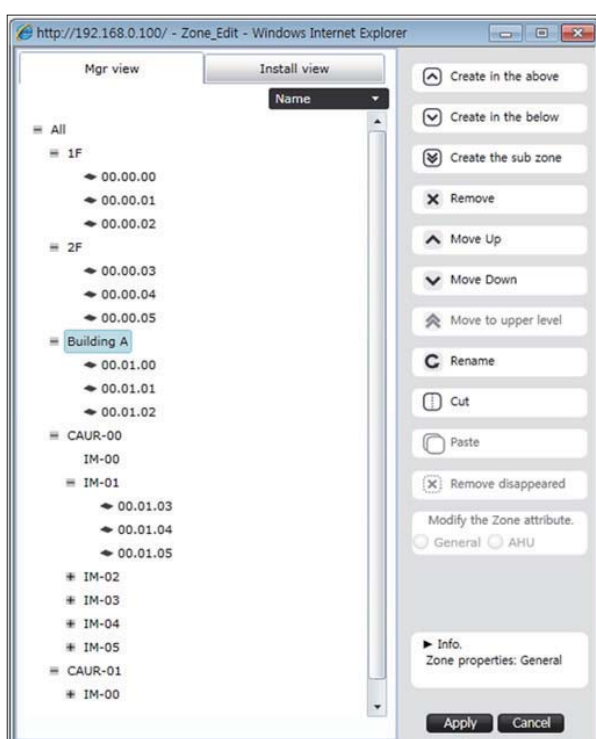 http://192.168.0.100/ - Zone_Edit - Windows Internet Explorer
Mgr view
Install view
Name
All
1F
00.00.00
00.00.01
00.00.02
2F
00.00.03
00.00.04
00.00.05
Building A
00.01.00
00.01.01
00.01.02
CAUR-00
IM-00
IM-01
00.01.03
00.01.04
00.01.05
IM-02
IM-03
IM-04
IM-05
CAUR-01
IM-00
Create in the above
Create in the below
Create the sub zone
Remove
Move Up
Move Down
Move to upper level
Rename
Cut
Paste
Remove disappeared
Modify the Zone attribute.
General AHU
Info.
Zone properties: General
Apply Cancel